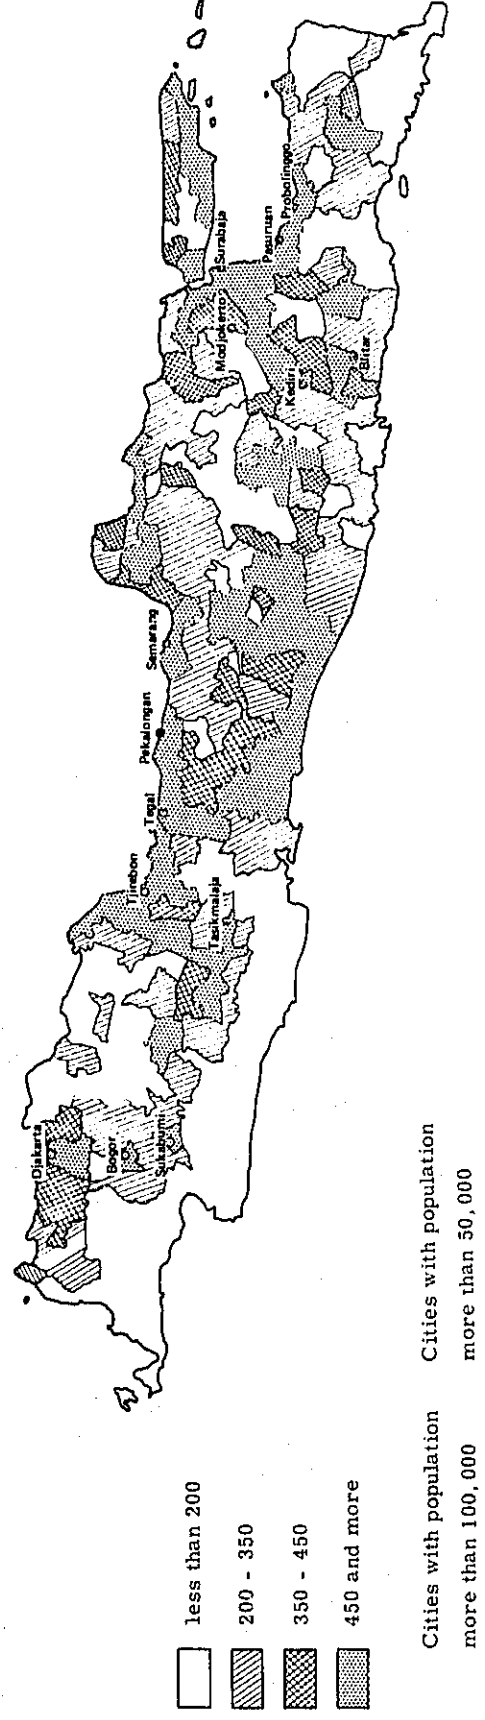 Djakarta
Bogor
Sukabumi
Tjirebon
Tasikmalaja
Tegal
Pekalongan
Semarang
Modjokerto
Surabaja
Kediri
Blitar
Pasuruan
Probolinggo
less than 200
200 - 350
350 - 450
450 and more
Cities with population
more than 100,000
Cities with population
more than 50,000